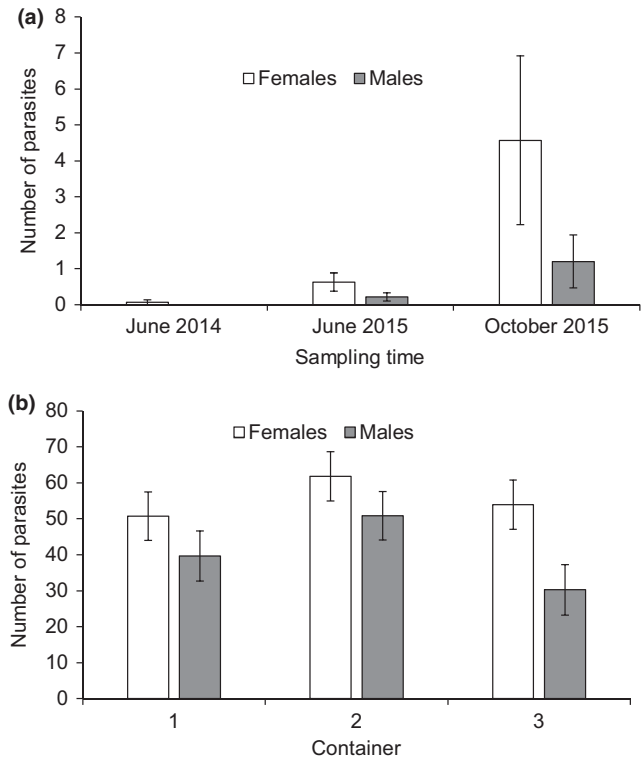 (a)
8
7
6
5
4
3
2
1
0
Number of parasites
Females Males
June 2014 June 2015 October 2015
Sampling time
(b)
80
70
60
50
40
30
20
10
0
Number of parasites
Females Males
1 2 3
Container